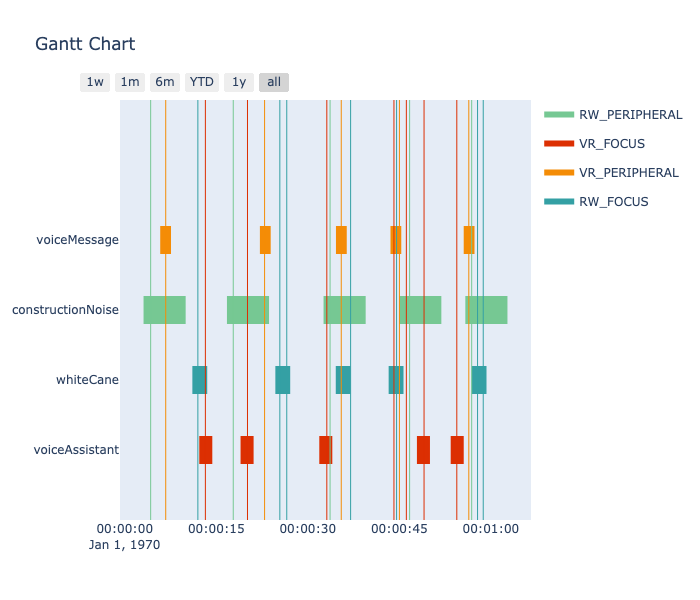 Gantt Chart
1w 1m 6m YTD 1y all
RW_PERIPHERAL
VR_FOCUS
VR_PERIPHERAL
RW_FOCUS
voiceMessage
constructionNoise
whiteCane
voiceAssistant
00:00:00 00:00:15 00:00:30 00:00:45 00:01:00
Jan 1, 1970